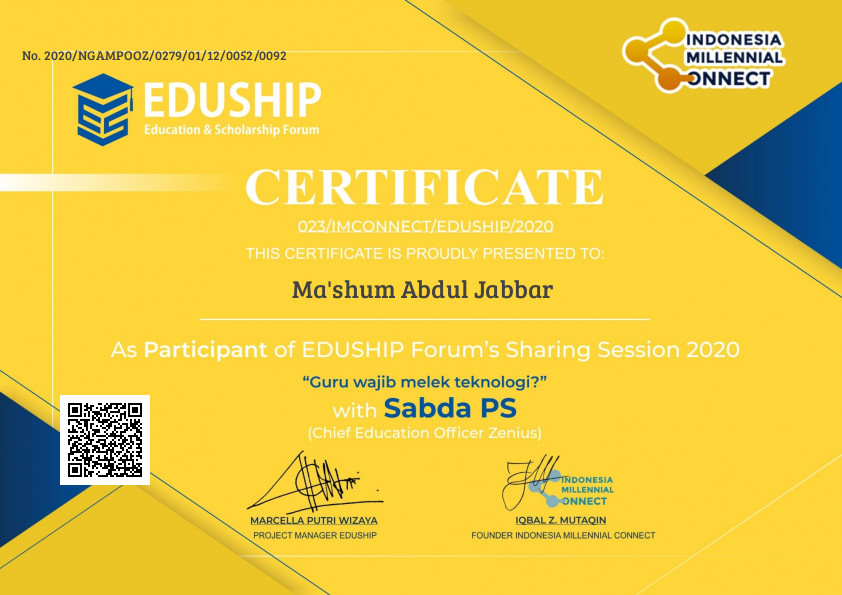 No. 2020/NGAMPOOZ/0279/01/12/0052/0092
INDONESIA
MILLENNIAL
CONNECT
EDUSHIP
Education & Scholarship Forum
CERTIFICATE
023/IMCONNECT/EDUSHIP/2020
THIS CERTIFICATE IS PROUDLY PRESENTED TO:
Ma'shum Abdul Jabbar
As Participant of EDUSHIP Forum’s Sharing Session 2020
“Guru wajib melek teknologi?”
with Sabda PS
(Chief Education Officer Zenius)
INDONESIA
MILLENNIAL
CONNECT
MARCELLA PUTRI WIZAYA
PROJECT MANAGER EDUSHIP
IQBAL Z. MUTAQIN
FOUNDER INDONESIA MILLENNIAL CONNECT